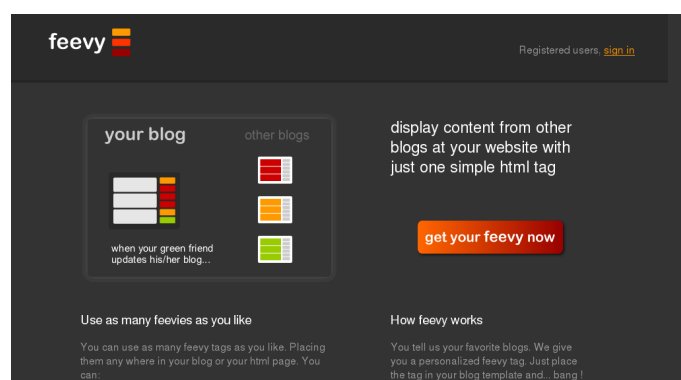 feevy
Registered users, sign in
your blog
other blogs
when your green friend
updates his/her blog...
display content from other
blogs at your website with
just one simple html tag
get your feevy now
Use as many feevies as you like
You can use as many feevy tags as you like. Placing
them any where in your blog or your html page. You
can:
How feevy works
You tell us your favorite blogs. We give
you a personalized feevy tag. Just place
the tag in your blog template and... bang !